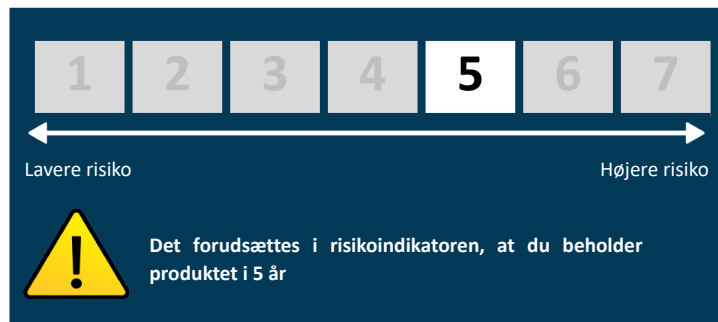 1 2 3 4 5 6 7
Lavere risiko Højere risiko
!
Det forudsættes i risikoindikatoren, at du beholder
produktet i 5 år